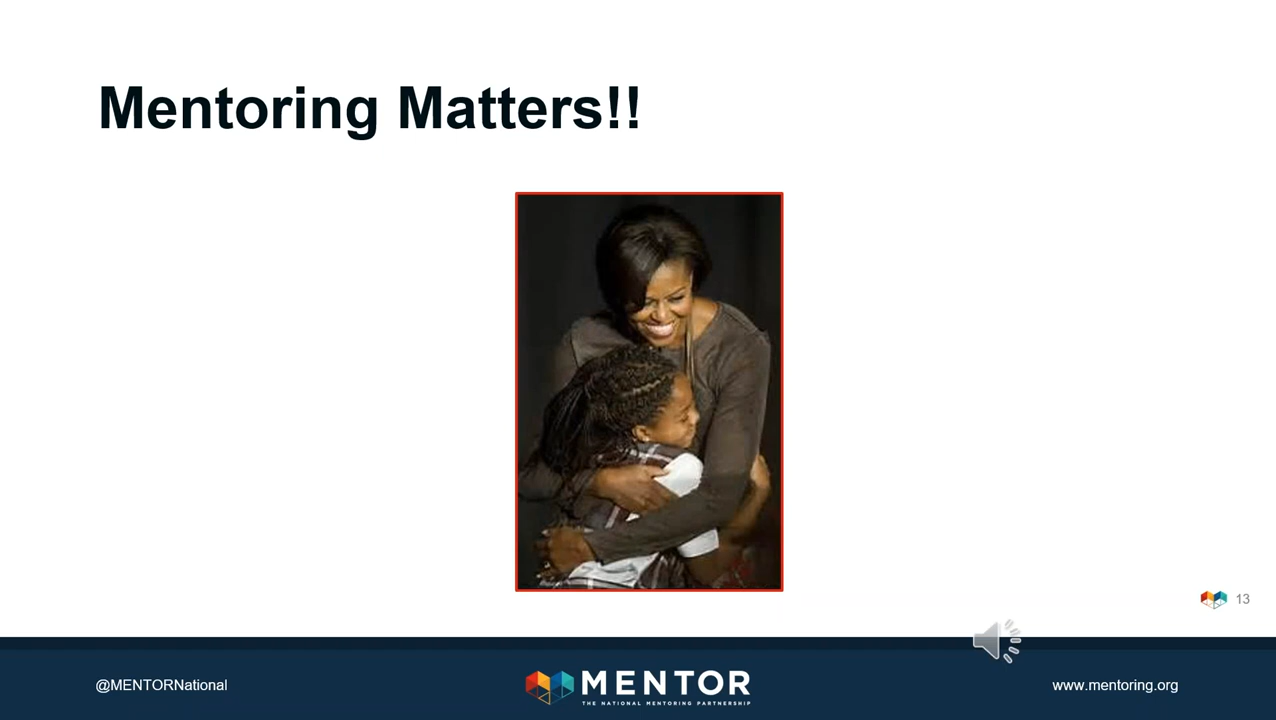 Mentoring Matters!!
13
@MENTORNational
MENTOR
THE NATIONAL MENTORING PARTNERSHIP
www.mentoring.org